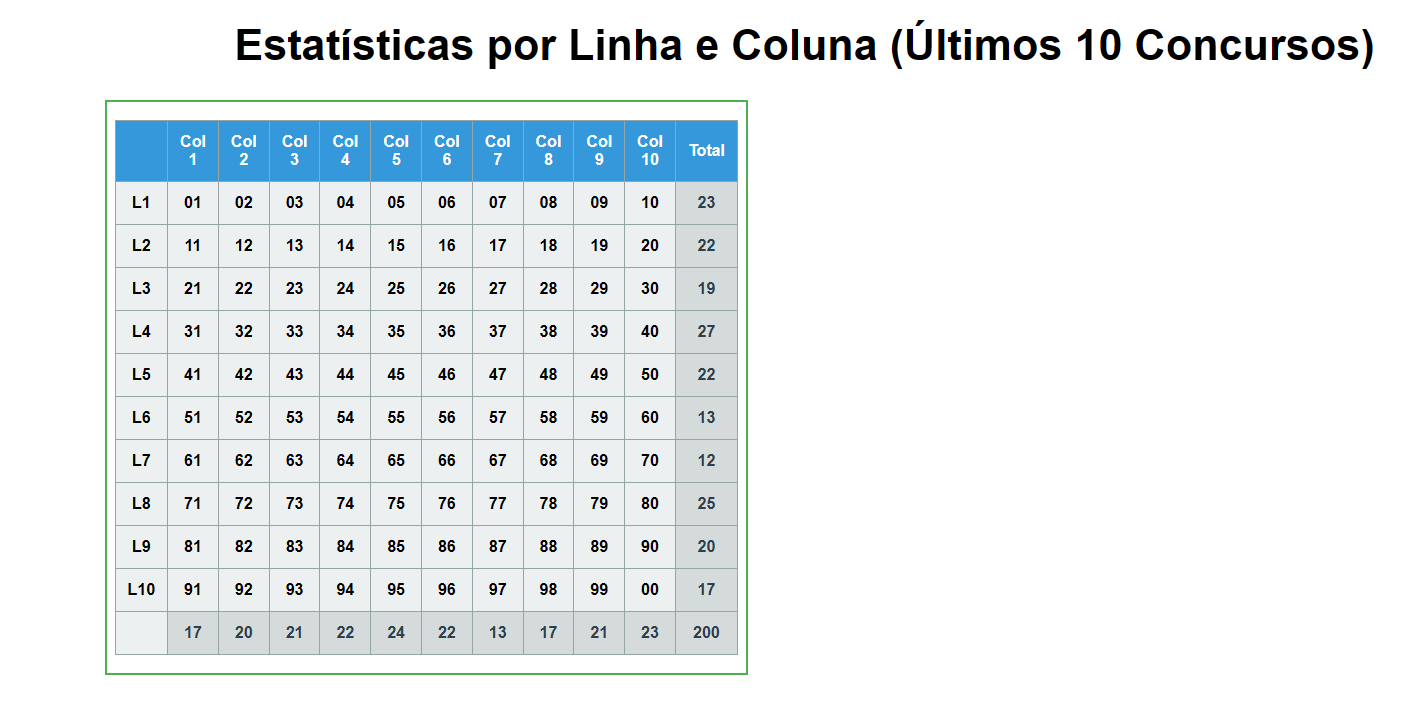 Estatísticas por Linha e Coluna (Últimos 10 Concursos)
Col 1 Col 2 Col 3 Col 4 Col 5 Col 6 Col 7 Col 8 Col 9 Col 10 Total
L1 01 02 03 04 05 06 07 08 09 10 23
L2 11 12 13 14 15 16 17 18 19 20 22
L3 21 22 23 24 25 26 27 28 29 30 19
L4 31 32 33 34 35 36 37 38 39 40 27
L5 41 42 43 44 45 46 47 48 49 50 22
L6 51 52 53 54 55 56 57 58 59 60 13
L7 61 62 63 64 65 66 67 68 69 70 12
L8 71 72 73 74 75 76 77 78 79 80 25
L9 81 82 83 84 85 86 87 88 89 90 20
L10 91 92 93 94 95 96 97 98 99 00 17
17 20 21 22 24 22 13 17 21 23 200